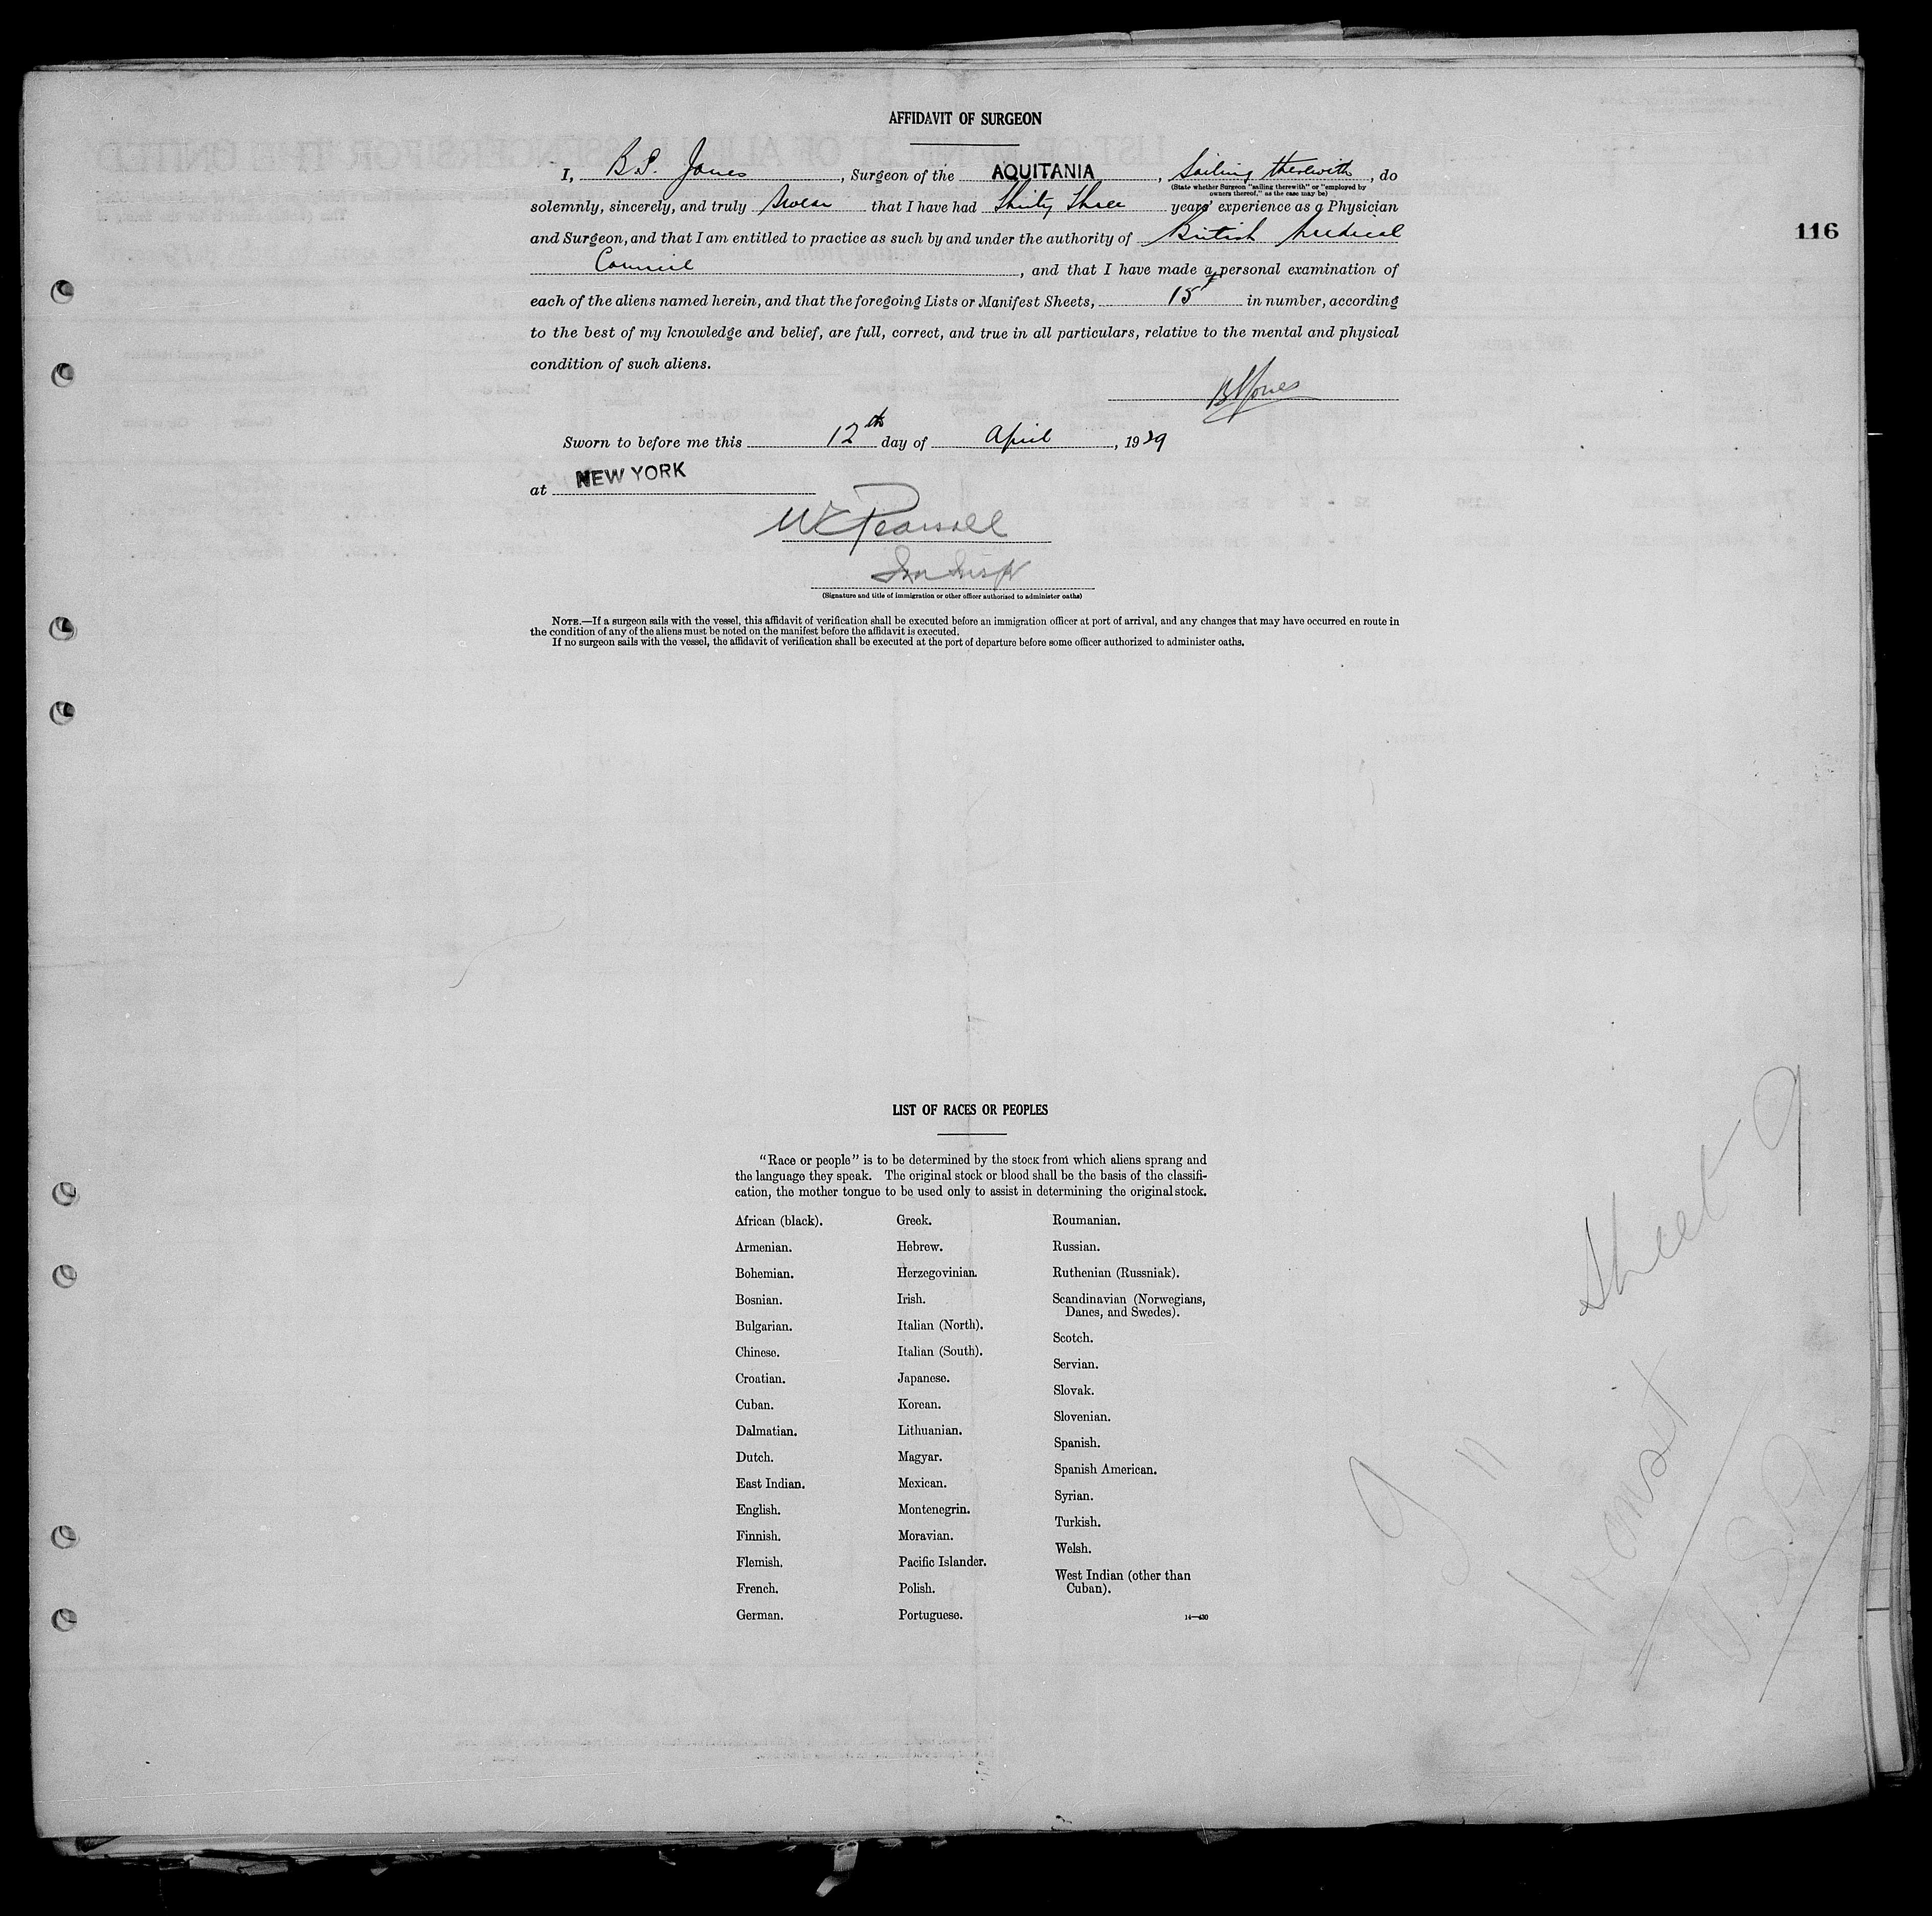 AFFIDAVIT OF SURGEON
I, B.S. Jones, Surgeon of the AQUITANIA, Sailing therewith, do
(State whether Surgeon "sailing therewith" or "employed by
owners thereof," as the case may be)
solemnly, sincerely, and truly swear that I have had Thirty Three years' experience as a Physician
116
and Surgeon, and that I am entitled to practice as such by and under the authority of British Medical
Council, and that I have made a personal examination of
each of the aliens named herein, and that the foregoing Lists or Manifest Sheets, 15 in number, according
to the best of my knowledge and belief, are full, correct, and true in all particulars, relative to the mental and physical
condition of such aliens.
BSJones
Sworn to before me this 12th day of April, 1929
at NEW YORK
Pearsall
(Signature and title of immigration or other officer authorized to administer oaths)
NOTE.—If a surgeon sails with the vessel, this affidavit of verification shall be executed before an immigration officer at port of arrival, and any changes that may have occurred en route in
the condition of any of the aliens must be noted on the manifest before the affidavit is executed.
If no surgeon sails with the vessel, the affidavit of verification shall be executed at the port of departure before some officer authorized to administer oaths.
LIST OF RACES OR PEOPLES
"Race or people" is to be determined by the stock from which aliens sprang and
the language they speak. The original stock or blood shall be the basis of the classifi-
cation, the mother tongue to be used only to assist in determining the original stock.
African (black).
Armenian.
Bohemian.
Bosnian.
Bulgarian.
Chinese.
Croatian.
Cuban.
Dalmatian.
Dutch.
East Indian.
English.
Finnish.
Flemish.
French.
German.
Greek.
Hebrew.
Herzegovinian.
Irish.
Italian (North).
Italian (South).
Japanese.
Korean.
Lithuanian.
Magyar.
Mexican.
Montenegrin.
Moravian.
Pacific Islander.
Polish.
Portuguese.
Roumanian.
Russian.
Ruthenian (Russniak).
Scandinavian (Norwegians,
Danes, and Swedes).
Scotch.
Servian.
Slovak.
Slovenian.
Spanish.
Spanish American.
Syrian.
Turkish.
Welsh.
West Indian (other than
Cuban).
14—430
Sheet 9